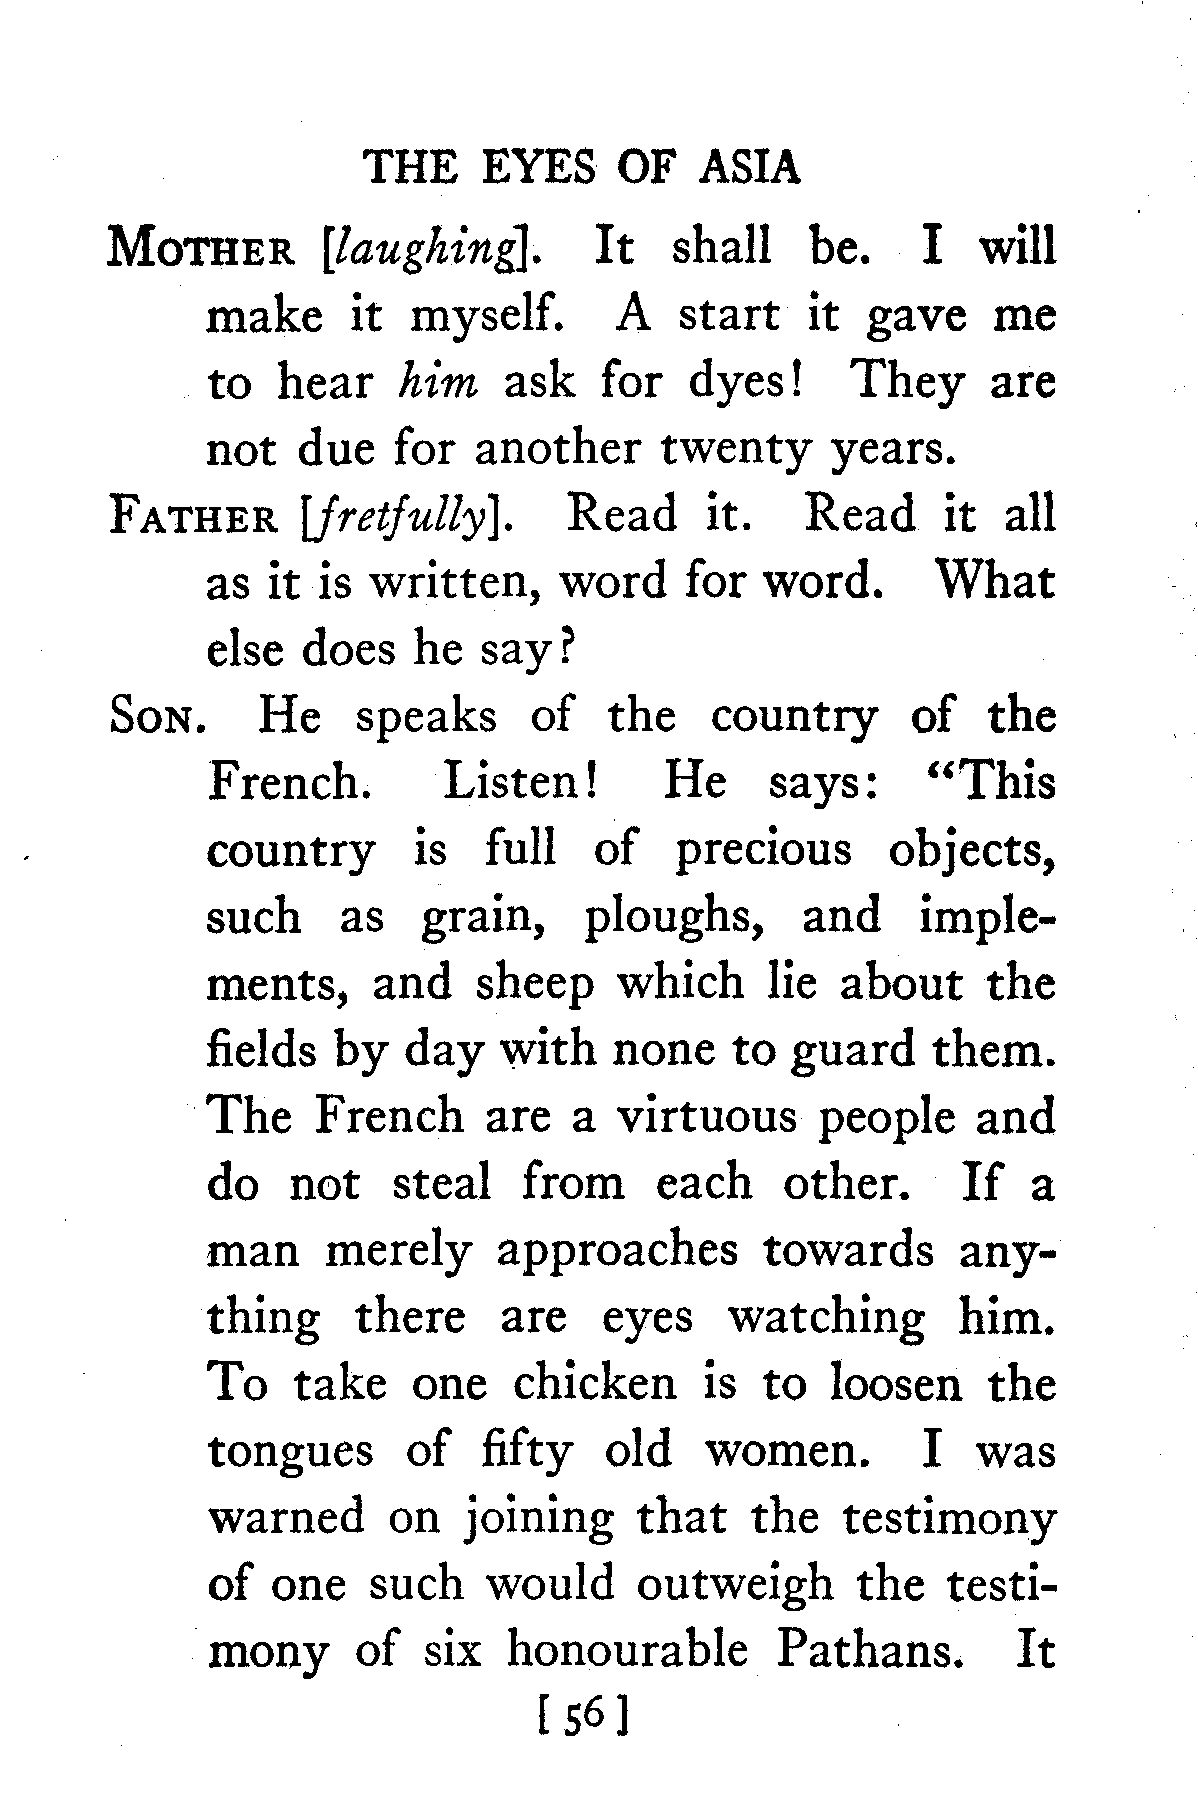 THE EYES OF ASIA
MOTHER [laughing]. It shall be. I will
make it myself. A start it gave me
to hear him ask for dyes! They are
not due for another twenty years.
FATHER [fretfully]. Read it. Read it all
as it is written, word for word. What
else does he say?
SON. He speaks of the country of the
French. Listen! He says: “This
country is full of precious objects,
such as grain, ploughs, and imple-
ments, and sheep which lie about the
fields by day with none to guard them.
The French are a virtuous people and
do not steal from each other. If a
man merely approaches towards any-
thing there are eyes watching him.
To take one chicken is to loosen the
tongues of fifty old women. I was
warned on joining that the testimony
of one such would outweigh the testi-
mony of six honourable Pathans. It
[ 56 ]